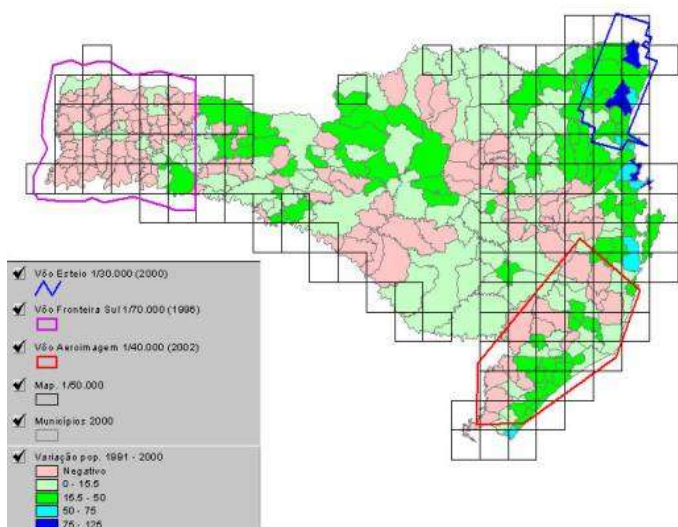 Vôo Esteio 1/30.000 (2000)
Vôo Fronteira Sul 1/70.000 (1996)
Vôo Aeroimagem 1/40.000 (2002)
Map. 1/50.000
Municípios 2000
Variação pop. 1991 - 2000
Negativo
0 - 15.5
15.5 - 50
50 - 75
75 - 125